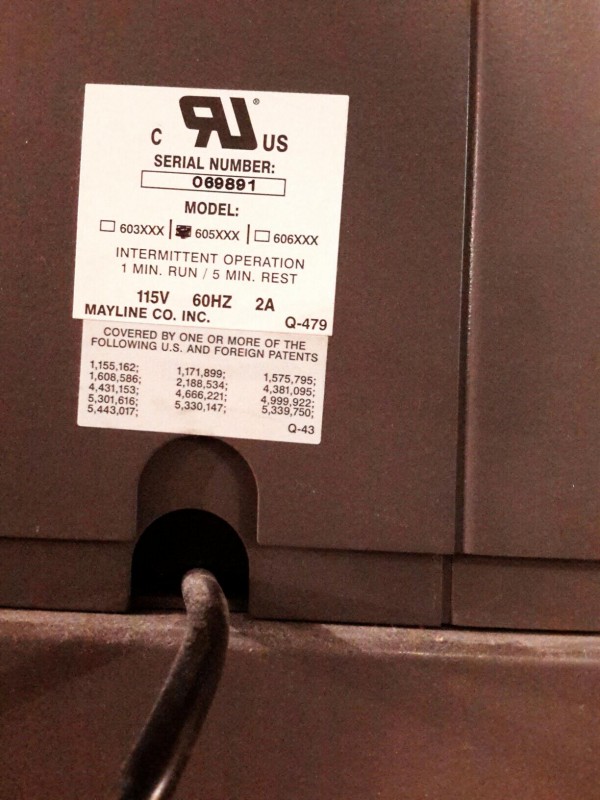 C RU® US
SERIAL NUMBER:
069891
MODEL:
603XXX | 605XXX | 606XXX
INTERMITTENT OPERATION
1 MIN. RUN / 5 MIN. REST
115V 60HZ 2A
MAYLINE CO. INC. Q-479
COVERED BY ONE OR MORE OF THE
FOLLOWING U.S. AND FOREIGN PATENTS
1,155,162; 1,171,899; 1,575,795;
1,608,586; 2,188,534; 4,381,095;
4,431,153; 4,666,221; 4,999,922;
5,301,616; 5,330,147; 5,339,750;
5,443,017;
Q-43